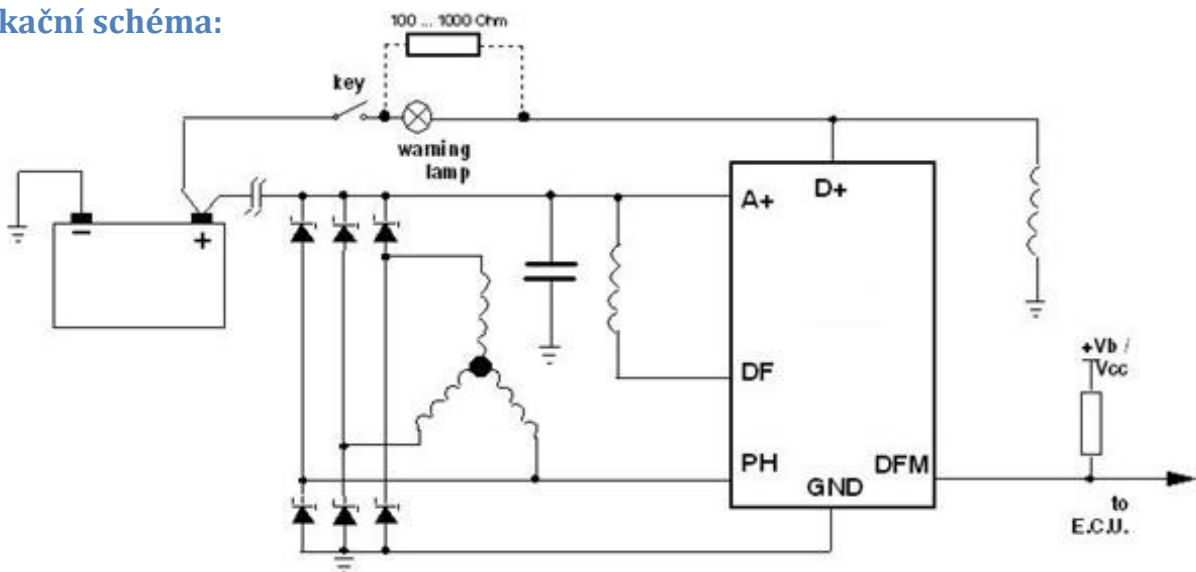 kační schéma:
100 ... 1000 Ohm
key
warning
lamp
A+
D+
− +
+Vb /
Vcc
DF
PH
DFM
GND
to
E.C.U.